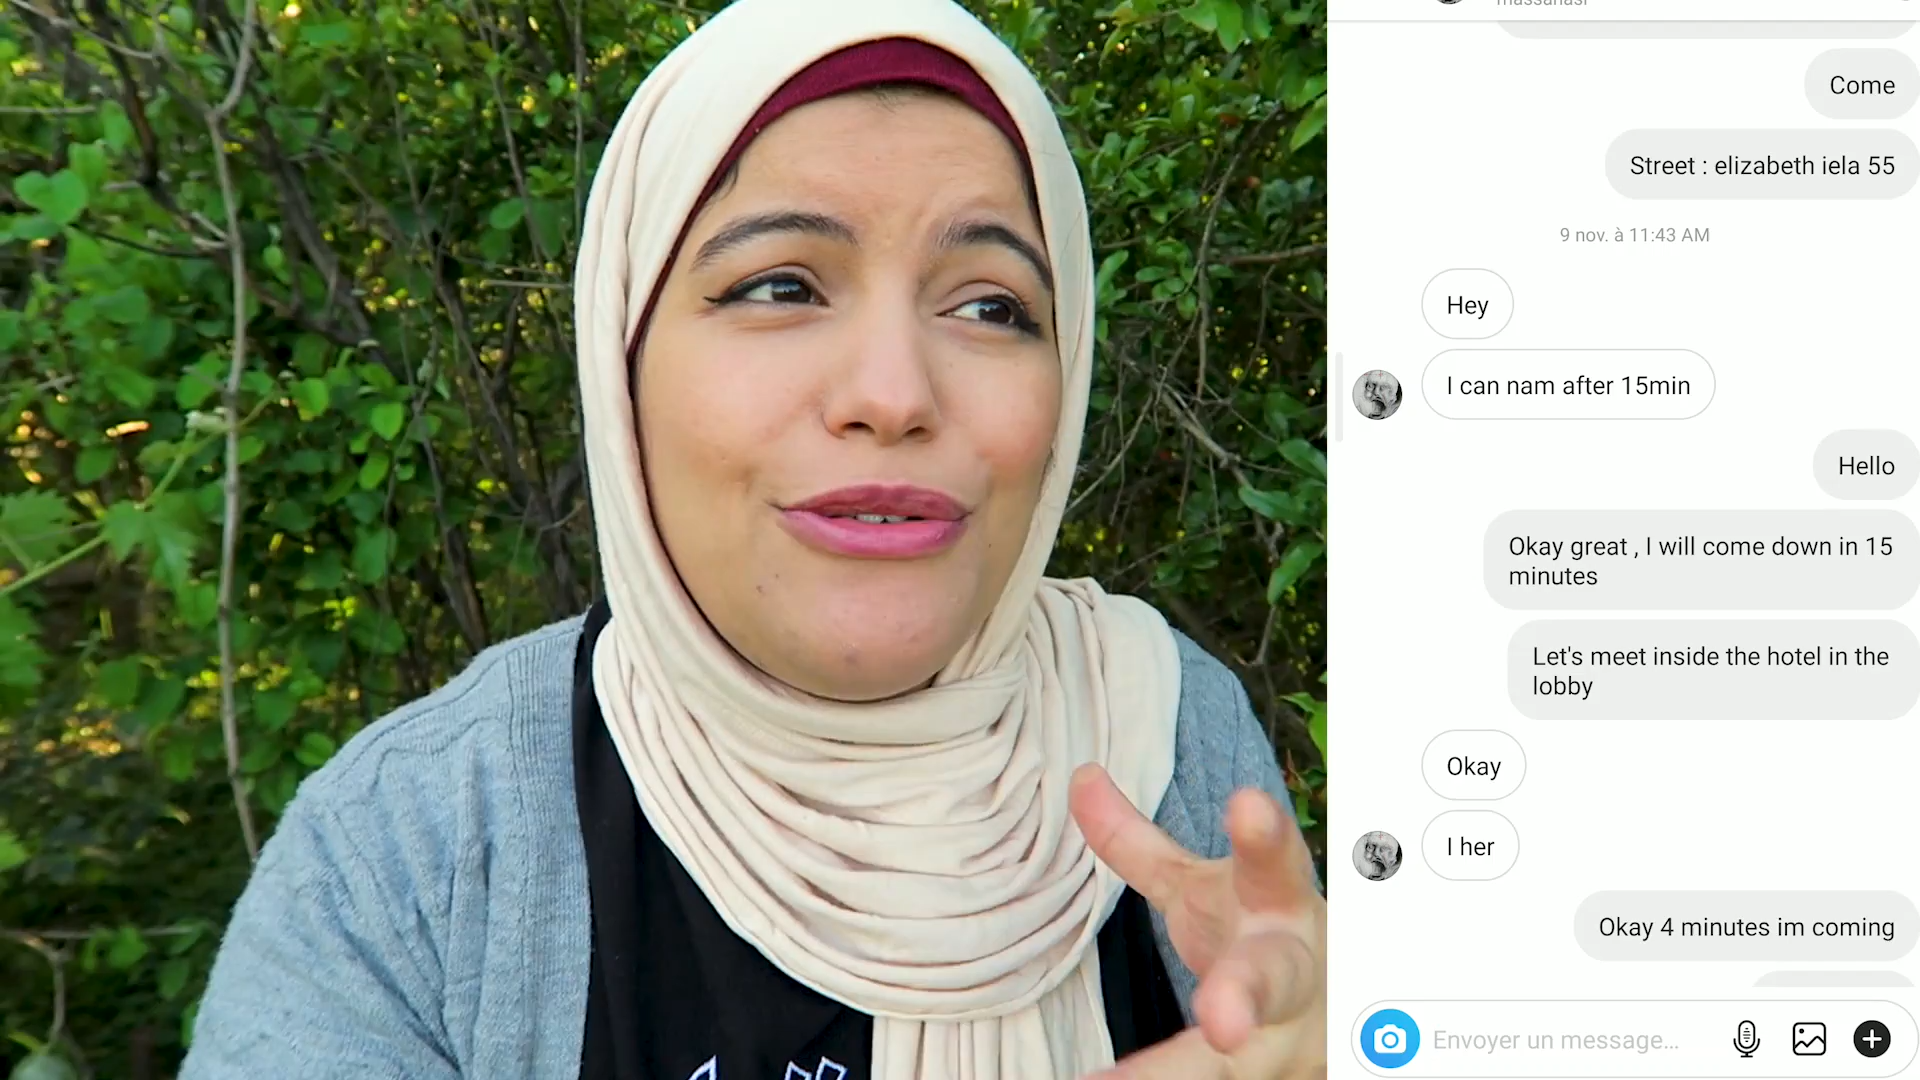 massanasi
Come
Street : elizabeth iela 55
9 nov. à 11:43 AM
Hey
I can nam after 15min
Hello
Okay great , I will come down in 15
minutes
Let's meet inside the hotel in the
lobby
Okay
I her
Okay 4 minutes im coming
Envoyer un message...